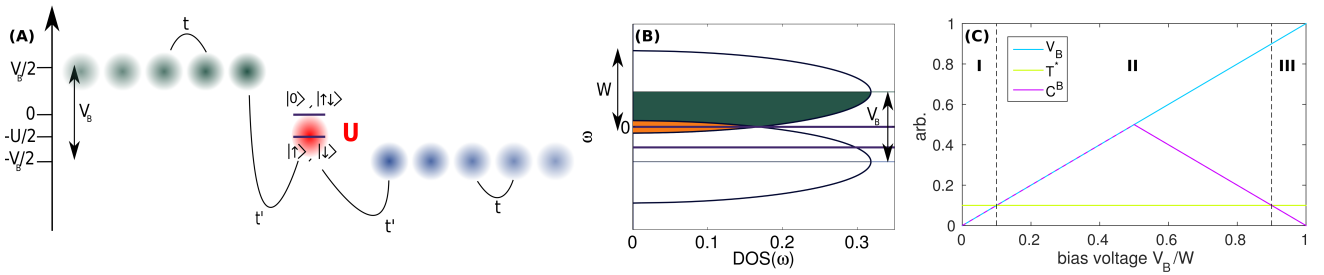 (A)
t
V_B/2
V_B
0
-U/2
-V_B/2
|0⟩, |↑↓⟩
U
|↑⟩, |↓⟩
t'
t'
t
(B)
W
0
ω
V_B
0
0.1
0.2
0.3
DOS(ω)
(C)
1
0.8
0.6
0.4
0.2
0
arb.
I
II
III
V_B
T*
C^B
0
0.2
0.4
0.6
0.8
1
bias voltage V_B/W